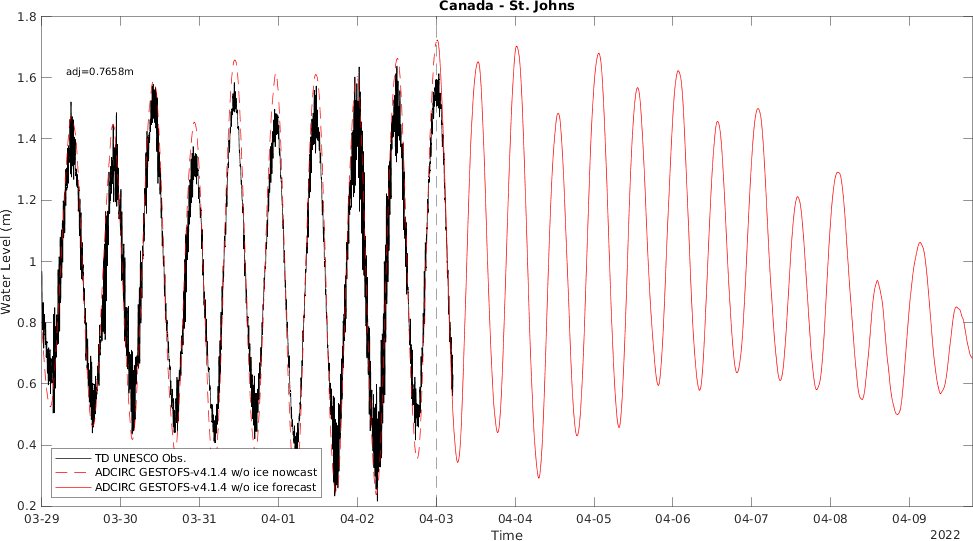 Canada - St. Johns
1.8
1.6
1.4
1.2
1
0.8
0.6
0.4
0.2
Water Level (m)
adj=0.7658m
TD UNESCO Obs.
ADCIRC GESTOFS-v4.1.4 w/o ice nowcast
ADCIRC GESTOFS-v4.1.4 w/o ice forecast
03-29 03-30 03-31 04-01 04-02 04-03 04-04 04-05 04-06 04-07 04-08 04-09
Time
2022